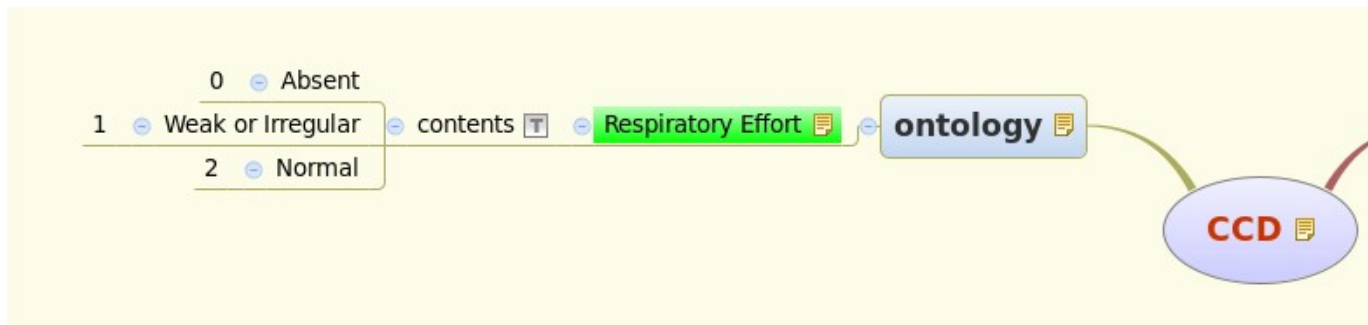 0 Absent
1 Weak or Irregular contents T Respiratory Effort ontology
2 Normal
CCD